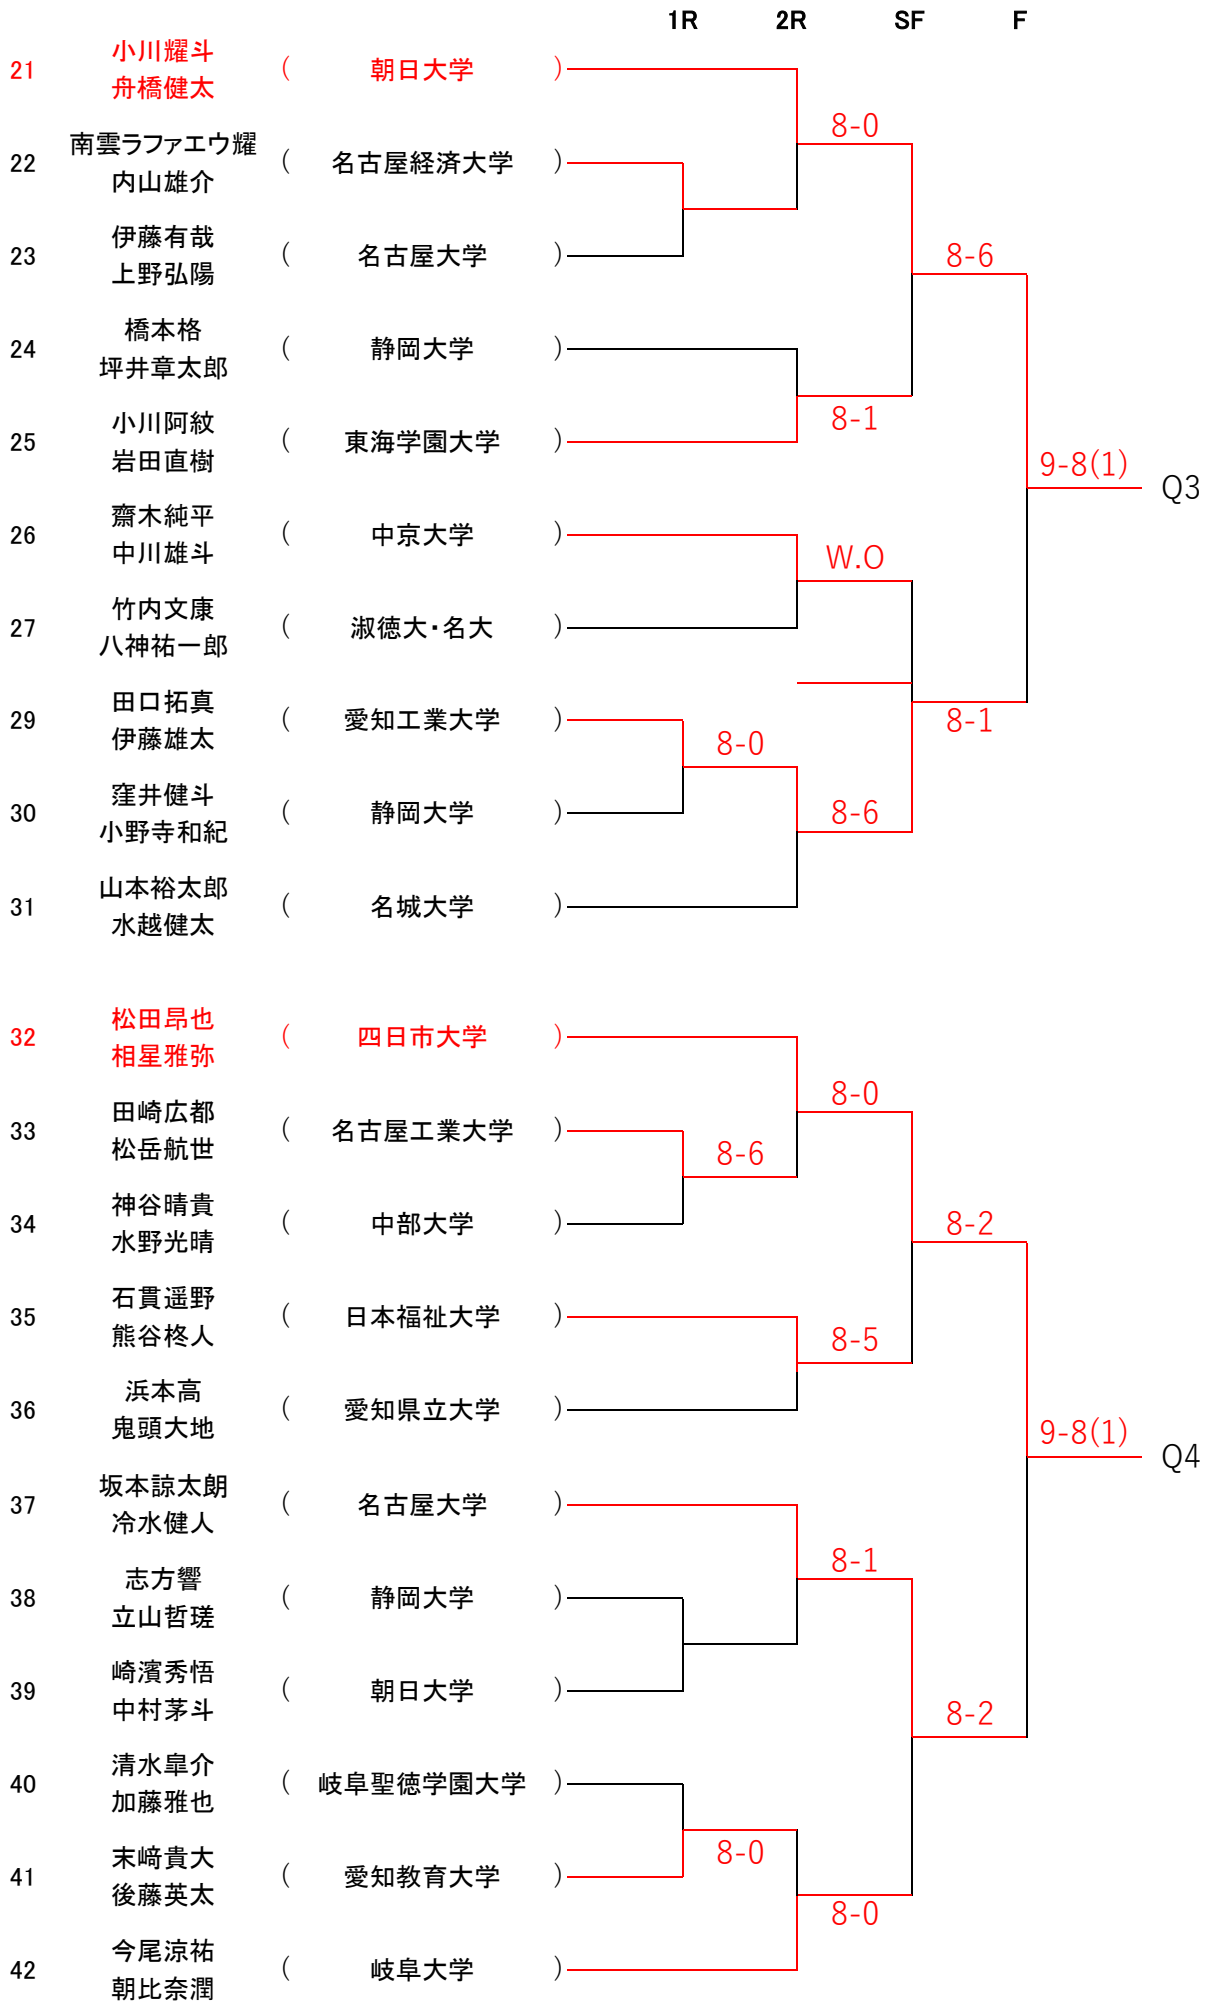 1R 2R SF F
小川耀斗
21 ( 朝日大学 )
舟橋健太
8-0
南雲ラファエウ耀
22 ( 名古屋経済大学 )
内山雄介
伊藤有哉
23 ( 名古屋大学 )
上野弘陽
8-6
橋本格
24 ( 静岡大学 )
坪井章太郎
8-1
小川阿紋
25 ( 東海学園大学 )
岩田直樹
9-8(1)
Q3
齋木純平
26 ( 中京大学 )
中川雄斗
W.O
竹内文康
27 ( 淑徳大・名大 )
八神祐一郎
田口拓真
29 ( 愛知工業大学 )
伊藤雄太
8-1
8-0
窪井健斗
30 ( 静岡大学 )
小野寺和紀
8-6
山本裕太郎
31 ( 名城大学 )
水越健太
松田昂也
32 ( 四日市大学 )
相星雅弥
8-0
田崎広都
33 ( 名古屋工業大学 )
松岳航世
8-6
神谷晴貴
34 ( 中部大学 )
水野光晴
8-2
石貫遥野
35 ( 日本福祉大学 )
熊谷柊人
8-5
浜本高
36 ( 愛知県立大学 )
鬼頭大地
9-8(1)
Q4
坂本諒太朗
37 ( 名古屋大学 )
冷水健人
8-1
志方響
38 ( 静岡大学 )
立山哲瑳
崎濱秀悟
39 ( 朝日大学 )
中村茅斗
8-2
清水皐介
40 ( 岐阜聖徳学園大学 )
加藤雅也
8-0
末﨑貴大
41 ( 愛知教育大学 )
後藤英太
8-0
今尾涼祐
42 ( 岐阜大学 )
朝比奈潤